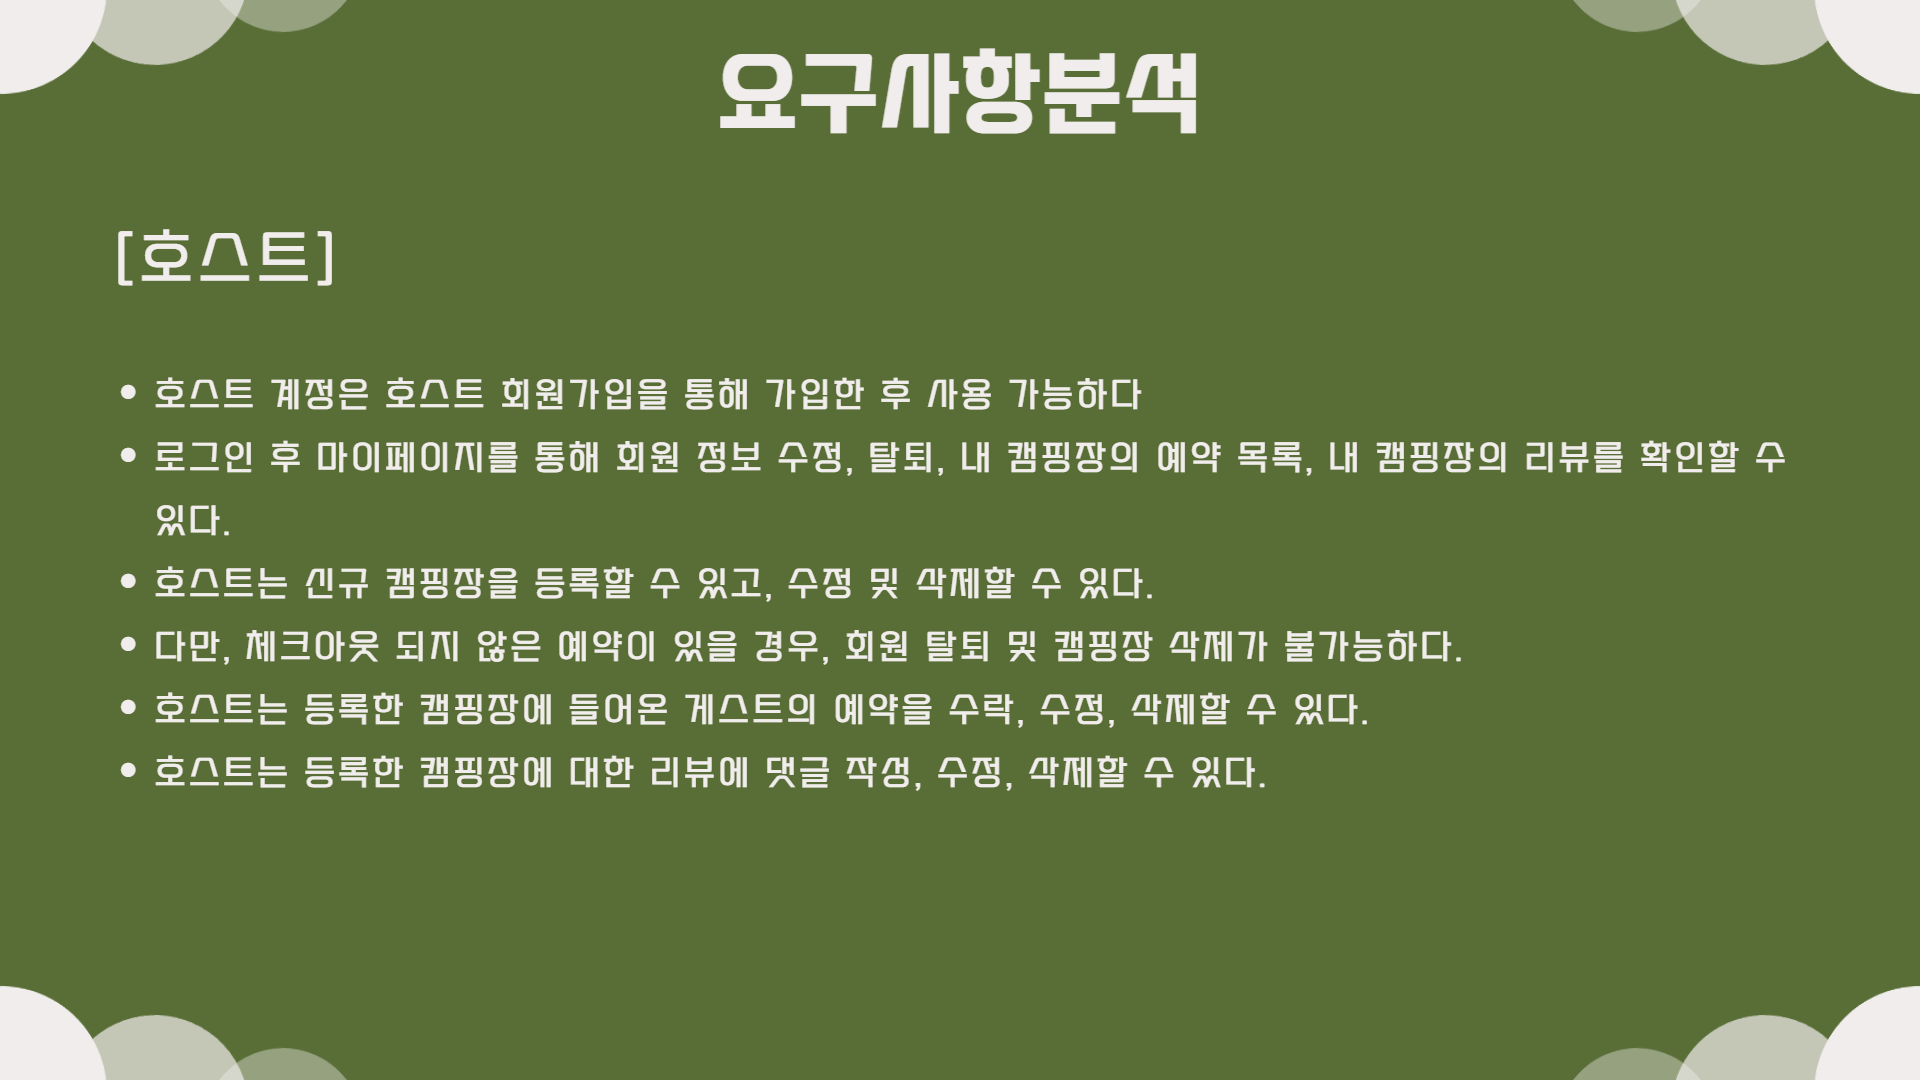 요구사항분석
[호스트]
• 호스트 계정은 호스트 회원가입을 통해 가입한 후 사용 가능하다
• 로그인 후 마이페이지를 통해 회원 정보 수정, 탈퇴, 내 캠핑장의 예약 목록, 내 캠핑장의 리뷰를 확인할 수
있다.
• 호스트는 신규 캠핑장을 등록할 수 있고, 수정 및 삭제할 수 있다.
• 다만, 체크아웃 되지 않은 예약이 있을 경우, 회원 탈퇴 및 캠핑장 삭제가 불가능하다.
• 호스트는 등록한 캠핑장에 들어온 게스트의 예약을 수락, 수정, 삭제할 수 있다.
• 호스트는 등록한 캠핑장에 대한 리뷰에 댓글 작성, 수정, 삭제할 수 있다.